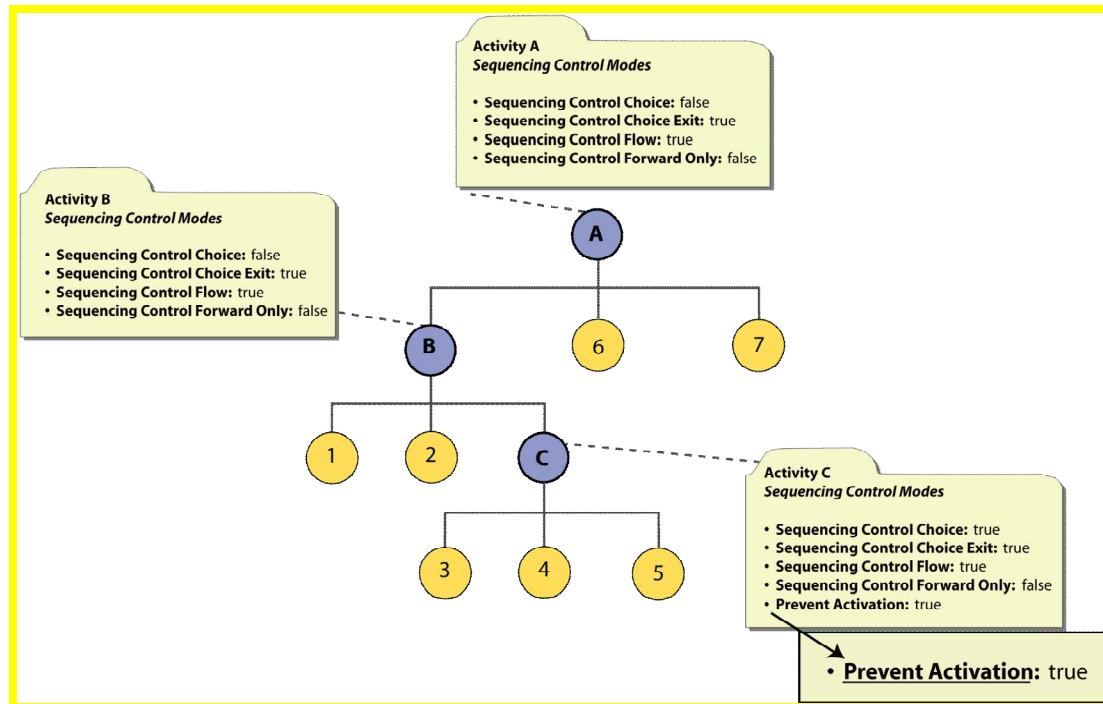 Activity A
Sequencing Control Modes
• Sequencing Control Choice: false
• Sequencing Control Choice Exit: true
• Sequencing Control Flow: true
• Sequencing Control Forward Only: false
Activity B
Sequencing Control Modes
• Sequencing Control Choice: false
• Sequencing Control Choice Exit: true
• Sequencing Control Flow: true
• Sequencing Control Forward Only: false
A
B
6
7
1
2
C
3
4
5
Activity C
Sequencing Control Modes
• Sequencing Control Choice: true
• Sequencing Control Choice Exit: true
• Sequencing Control Flow: true
• Sequencing Control Forward Only: false
• Prevent Activation: true
• Prevent Activation: true